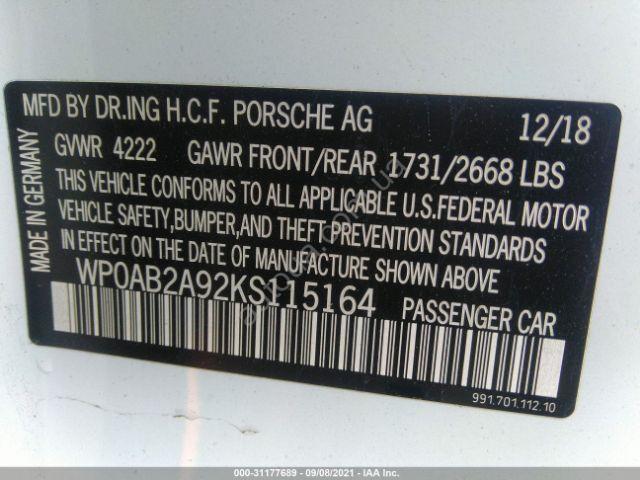 MFD BY DR.ING H.C.F. PORSCHE AG 12/18
GVWR 4222 GAWR FRONT/REAR 1731/2668 LBS
THIS VEHICLE CONFORMS TO ALL APPLICABLE U.S.FEDERAL MOTOR
VEHICLE SAFETY,BUMPER,AND THEFT PREVENTION STANDARDS
IN EFFECT ON THE DATE OF MANUFACTURE SHOWN ABOVE
WP0AB2A92KS115164 PASSENGER CAR
MADE IN GERMANY
991.701.112.10
000-31177689 - 09/08/2021 - IAA Inc.